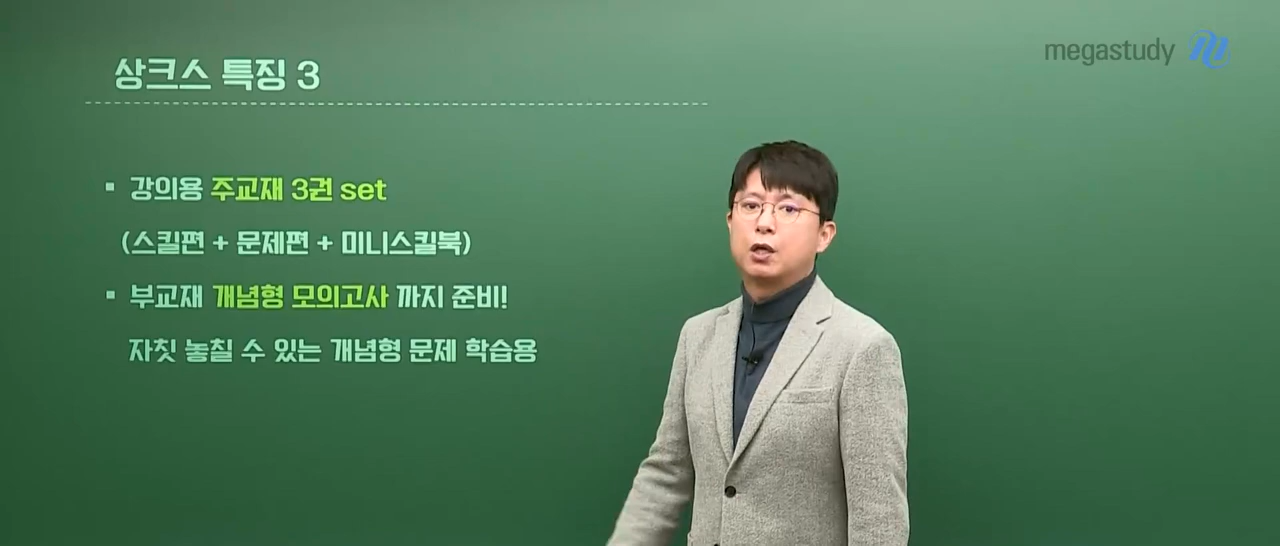 상크스 특징 3
megastudy
▪ 강의용 주교재 3권 set
(스킬편 + 문제편 + 미니스킬북)
▪ 부교재 개념형 모의고사 까지 준비!
자칫 놓칠 수 있는 개념형 문제 학습용